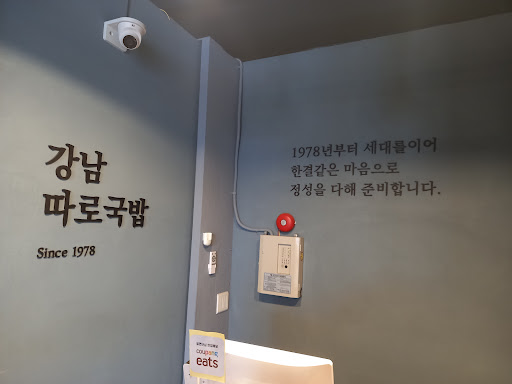 강남
따로국밥
Since 1978
1978년부터 세대를이어
한결같은 마음으로
정성을 다해 준비합니다.
coupang
eats